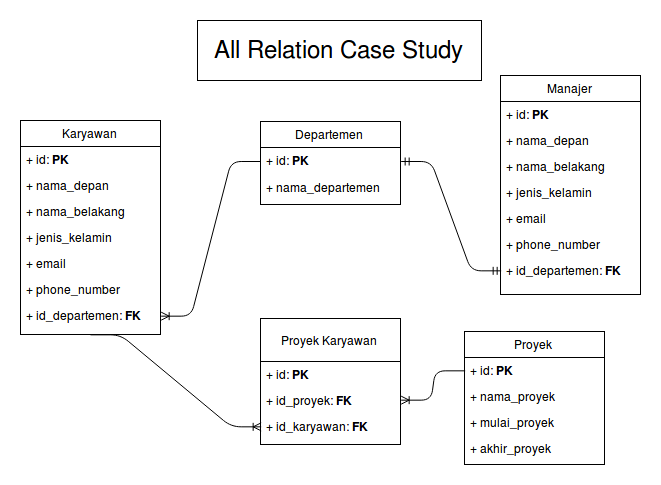 All Relation Case Study
Karyawan
+ id: PK
+ nama_depan
+ nama_belakang
+ jenis_kelamin
+ email
+ phone_number
+ id_departemen: FK
Departemen
+ id: PK
+ nama_departemen
Manajer
+ id: PK
+ nama_depan
+ nama_belakang
+ jenis_kelamin
+ email
+ phone_number
+ id_departemen: FK
Proyek Karyawan
+ id: PK
+ id_proyek: FK
+ id_karyawan: FK
Proyek
+ id: PK
+ nama_proyek
+ mulai_proyek
+ akhir_proyek